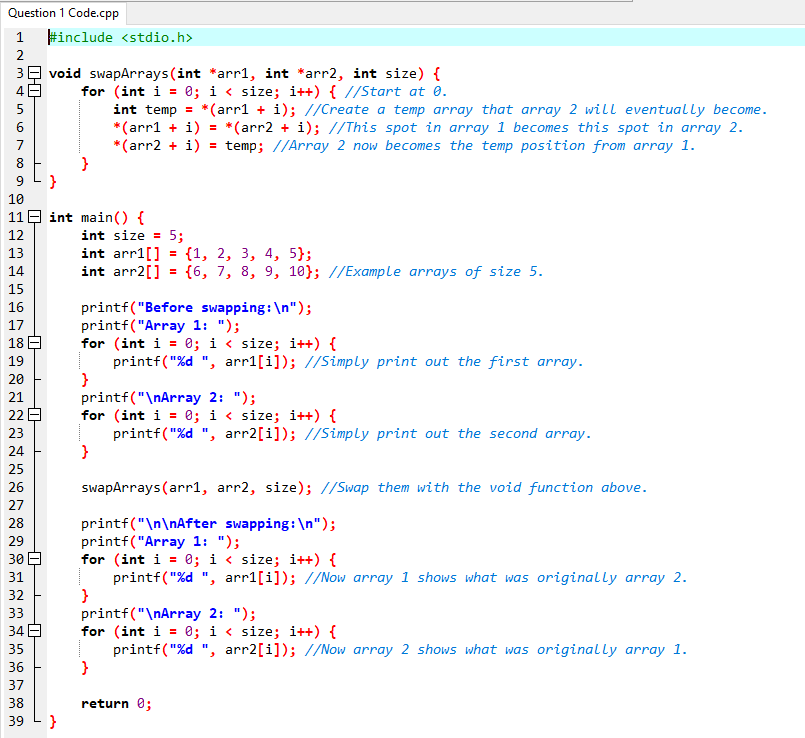 Question 1 Code.cpp
1 #include <stdio.h>
2
3 void swapArrays(int *arr1, int *arr2, int size) {
4 for (int i = 0; i < size; i++) { //Start at 0.
5 int temp = *(arr1 + i); //Create a temp array that array 2 will eventually become.
6 *(arr1 + i) = *(arr2 + i); //This spot in array 1 becomes this spot in array 2.
7 *(arr2 + i) = temp; //Array 2 now becomes the temp position from array 1.
8 }
9 }
10
11 int main() {
12 int size = 5;
13 int arr1[] = {1, 2, 3, 4, 5};
14 int arr2[] = {6, 7, 8, 9, 10}; //Example arrays of size 5.
15
16 printf("Before swapping:\n");
17 printf("Array 1: ");
18 for (int i = 0; i < size; i++) {
19 printf("%d ", arr1[i]); //Simply print out the first array.
20 }
21 printf("\nArray 2: ");
22 for (int i = 0; i < size; i++) {
23 printf("%d ", arr2[i]); //Simply print out the second array.
24 }
25
26 swapArrays(arr1, arr2, size); //Swap them with the void function above.
27
28 printf("\n\nAfter swapping:\n");
29 printf("Array 1: ");
30 for (int i = 0; i < size; i++) {
31 printf("%d ", arr1[i]); //Now array 1 shows what was originally array 2.
32 }
33 printf("\nArray 2: ");
34 for (int i = 0; i < size; i++) {
35 printf("%d ", arr2[i]); //Now array 2 shows what was originally array 1.
36 }
37
38 return 0;
39 }